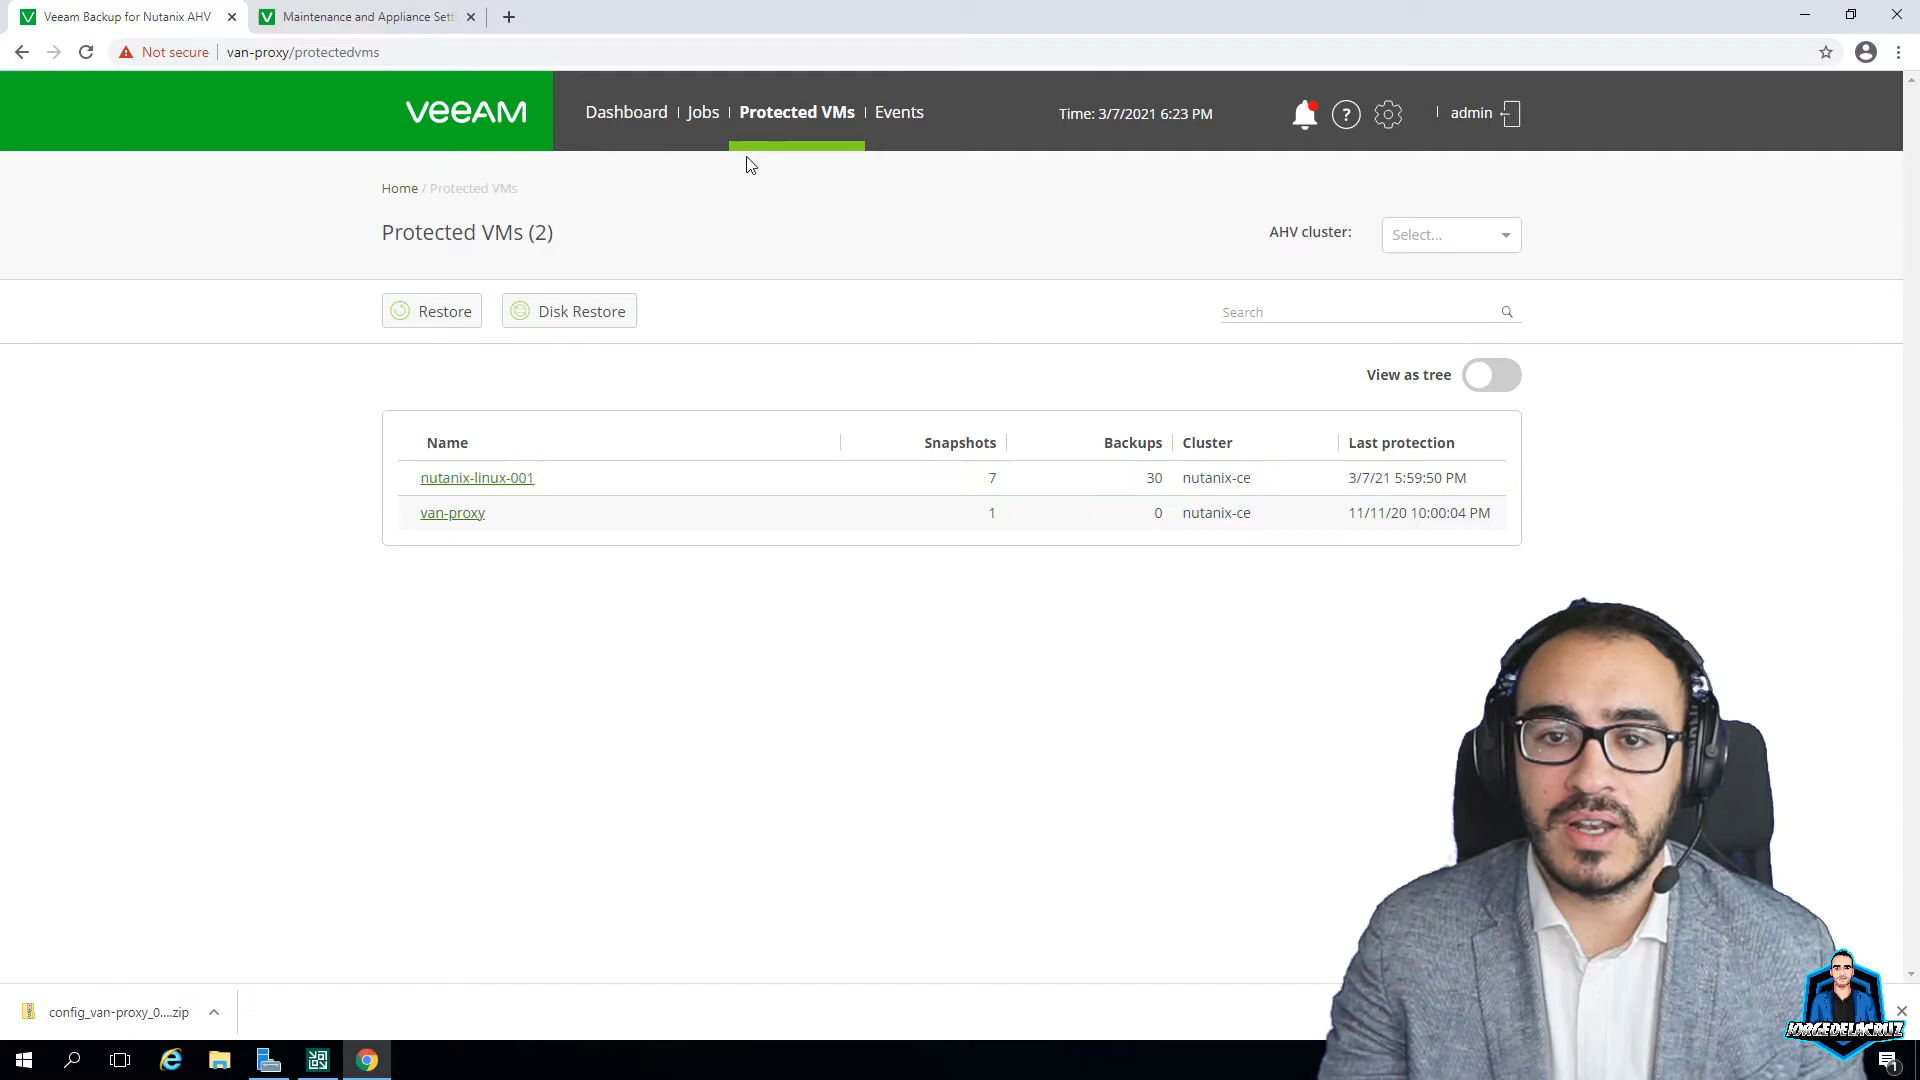 Veeam Backup for Nutanix AHV
Maintenance and Appliance Sett
Not secure
van-proxy/protectedvms
veeam
Dashboard
Jobs
Protected VMs
Events
Time: 3/7/2021 6:23 PM
?
admin
Home / Protected VMs
Protected VMs (2)
AHV cluster:
Select...
Restore
Disk Restore
Search
View as tree
Name Snapshots Backups Cluster Last protection
nutanix-linux-001 7 30 nutanix-ce 3/7/21 5:59:50 PM
van-proxy 1 0 nutanix-ce 11/11/20 10:00:04 PM
config_van-proxy_0....zip
JORGEDELACRUZ
1